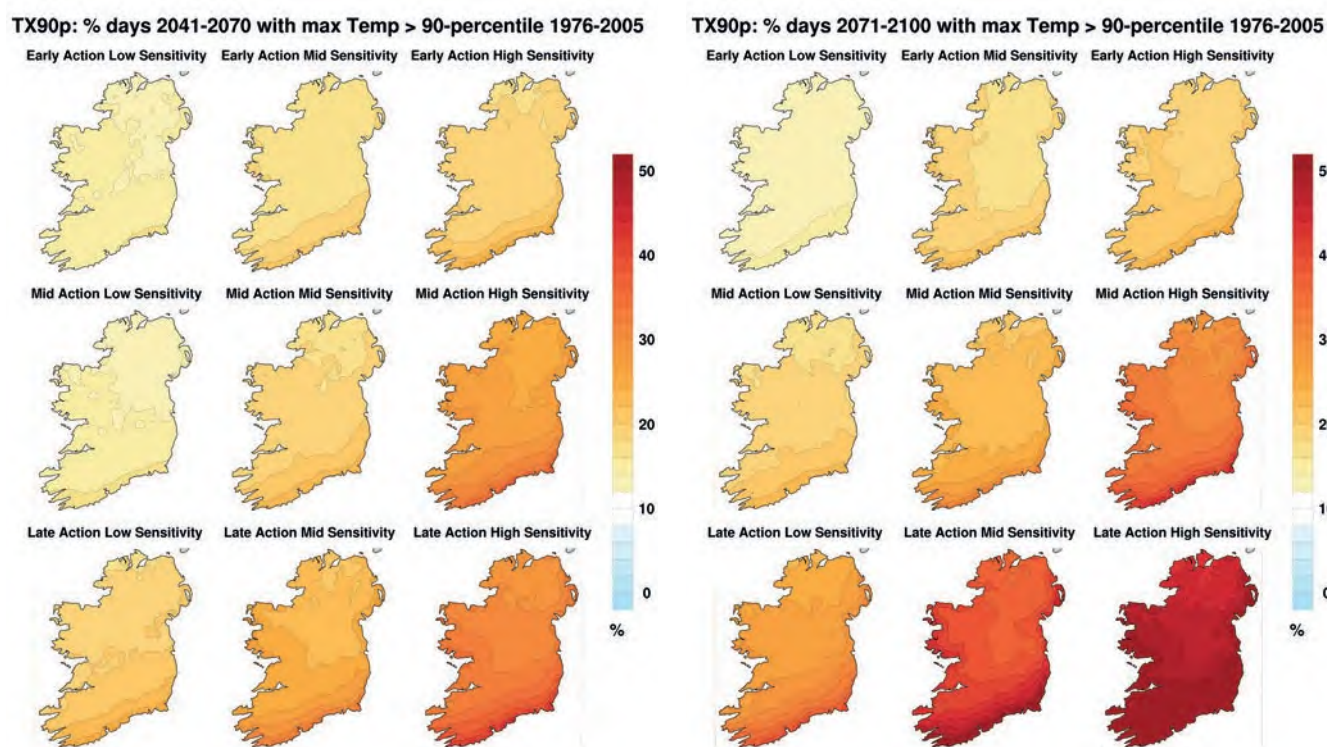 TX90p: % days 2041-2070 with max Temp > 90-percentile 1976-2005
Early Action Low Sensitivity Early Action Mid Sensitivity Early Action High Sensitivity
Mid Action Low Sensitivity Mid Action Mid Sensitivity Mid Action High Sensitivity
Late Action Low Sensitivity Late Action Mid Sensitivity Late Action High Sensitivity
50
40
30
20
10
0
%
TX90p: % days 2071-2100 with max Temp > 90-percentile 1976-2005
Early Action Low Sensitivity Early Action Mid Sensitivity Early Action High Sensitivity
Mid Action Low Sensitivity Mid Action Mid Sensitivity Mid Action High Sensitivity
Late Action Low Sensitivity Late Action Mid Sensitivity Late Action High Sensitivity
%